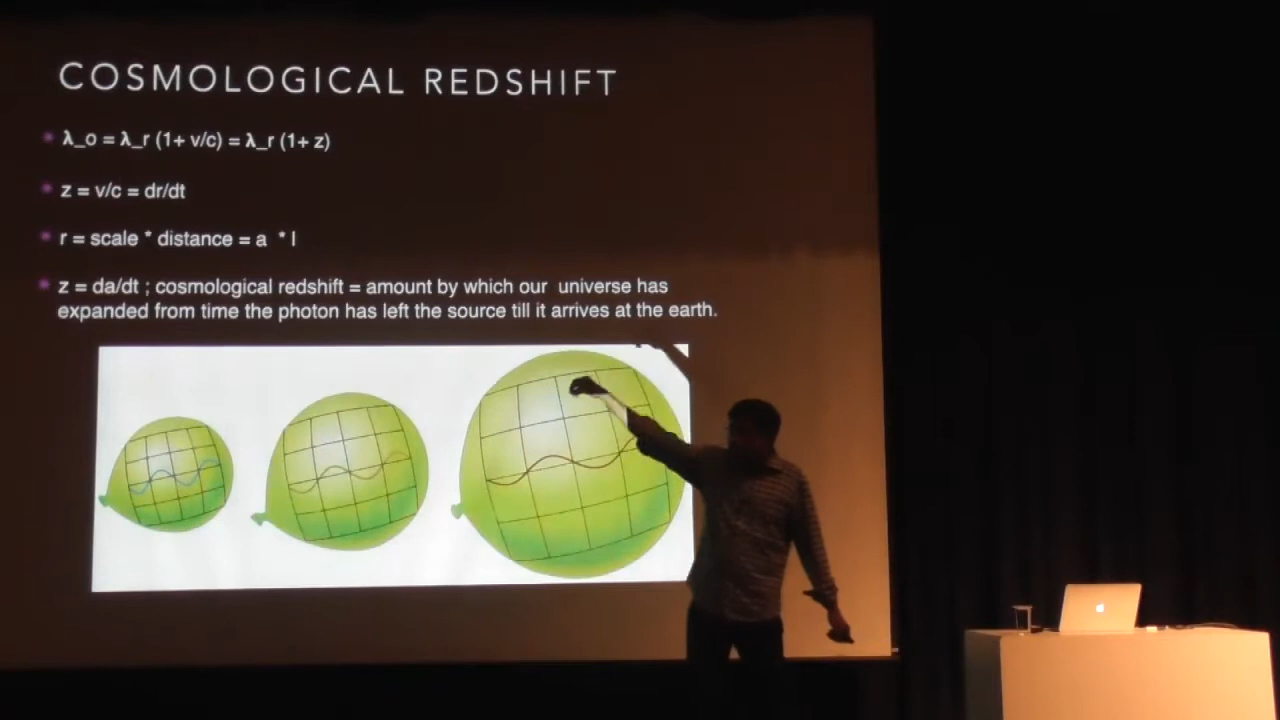 COSMOLOGICAL REDSHIFT
λ_o = λ_r (1+ v/c) = λ_r (1+ z)
z = v/c = dr/dt
r = scale * distance = a * l
z = da/dt ; cosmological redshift = amount by which our universe has
expanded from time the photon has left the source till it arrives at the earth.